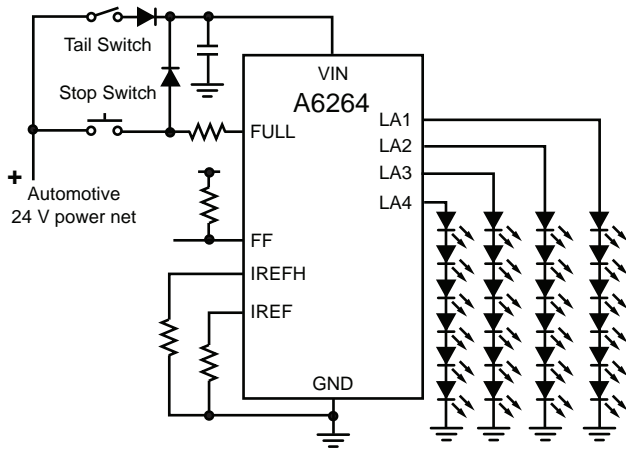 Tail Switch
Stop Switch
+
Automotive
24 V power net
VIN
A6264
FULL
FF
IREFH
IREF
GND
LA1
LA2
LA3
LA4